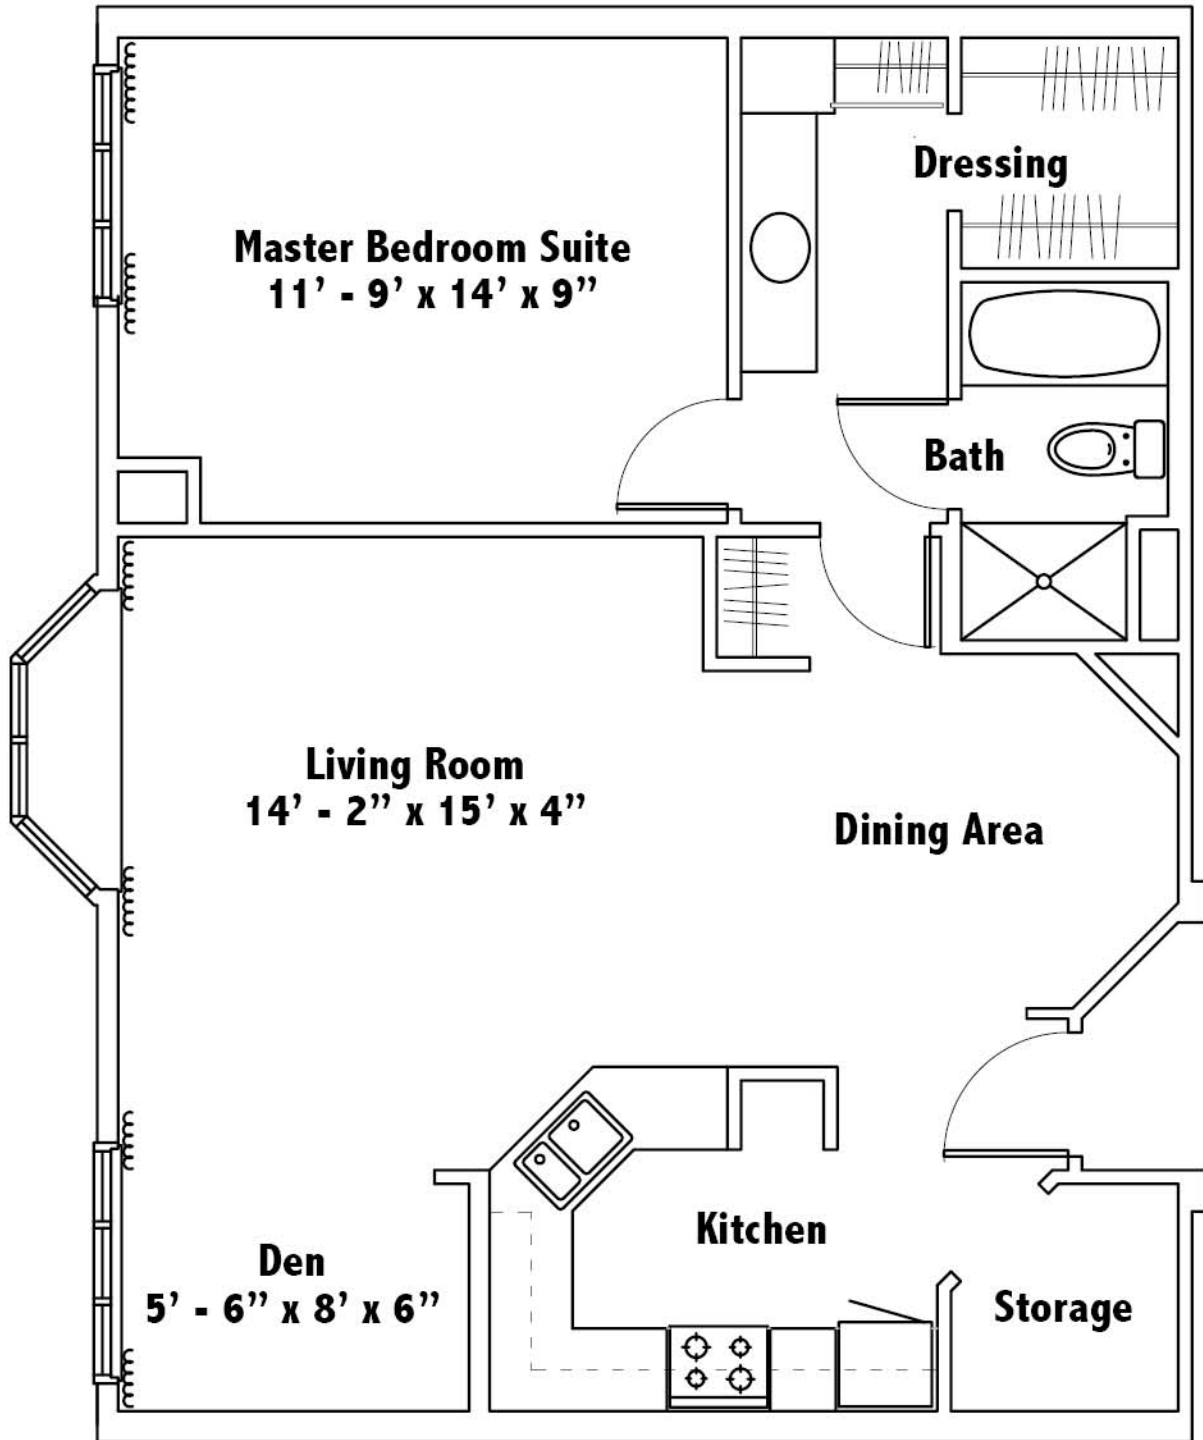 Dressing
Master Bedroom Suite
11’ - 9’ x 14’ x 9”
Bath
Living Room
14’ - 2” x 15’ x 4”
Dining Area
Kitchen
Den
5’ - 6” x 8’ x 6”
Storage